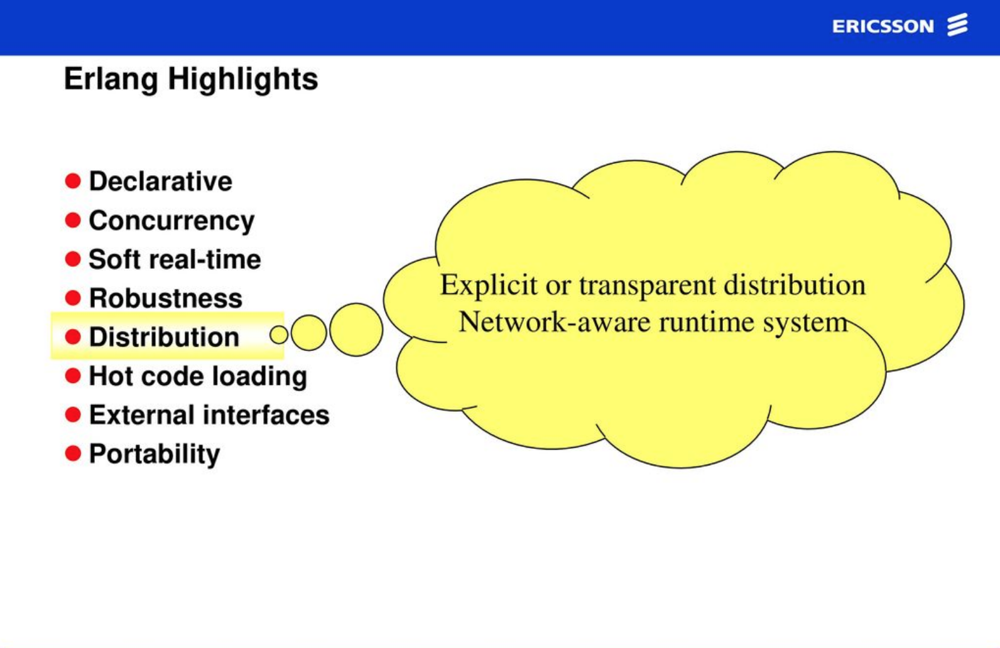 ERICSSON
Erlang Highlights
Declarative
Concurrency
Soft real-time
Robustness
Distribution
Hot code loading
External interfaces
Portability
Explicit or transparent distribution
Network-aware runtime system